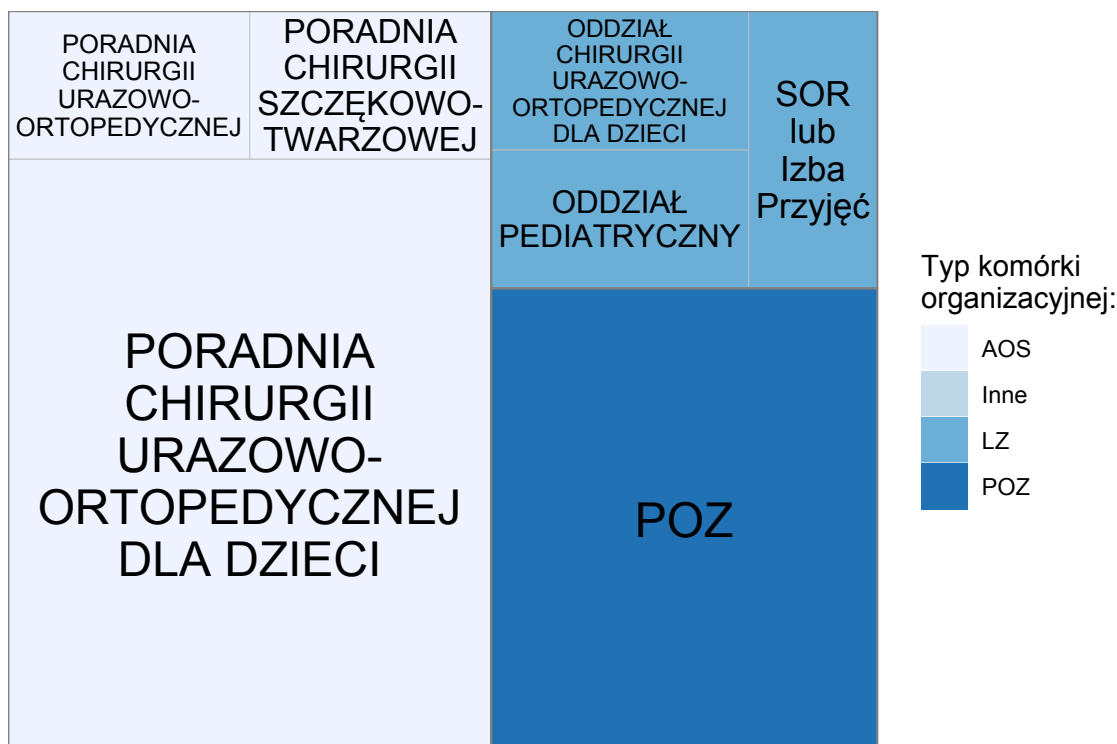 PORADNIA
CHIRURGII
URAZOWO-
ORTOPEDYCZNEJ
PORADNIA
CHIRURGII
SZCZĘKOWO-
TWARZOWEJ
ODDZIAŁ
CHIRURGII
URAZOWO-
ORTOPEDYCZNEJ
DLA DZIECI
SOR
lub
Izba
Przyjęć
ODDZIAŁ
PEDIATRYCZNY
PORADNIA
CHIRURGII
URAZOWO-
ORTOPEDYCZNEJ
DLA DZIECI
POZ
Typ komórki
organizacyjnej:
AOS
Inne
LZ
POZ